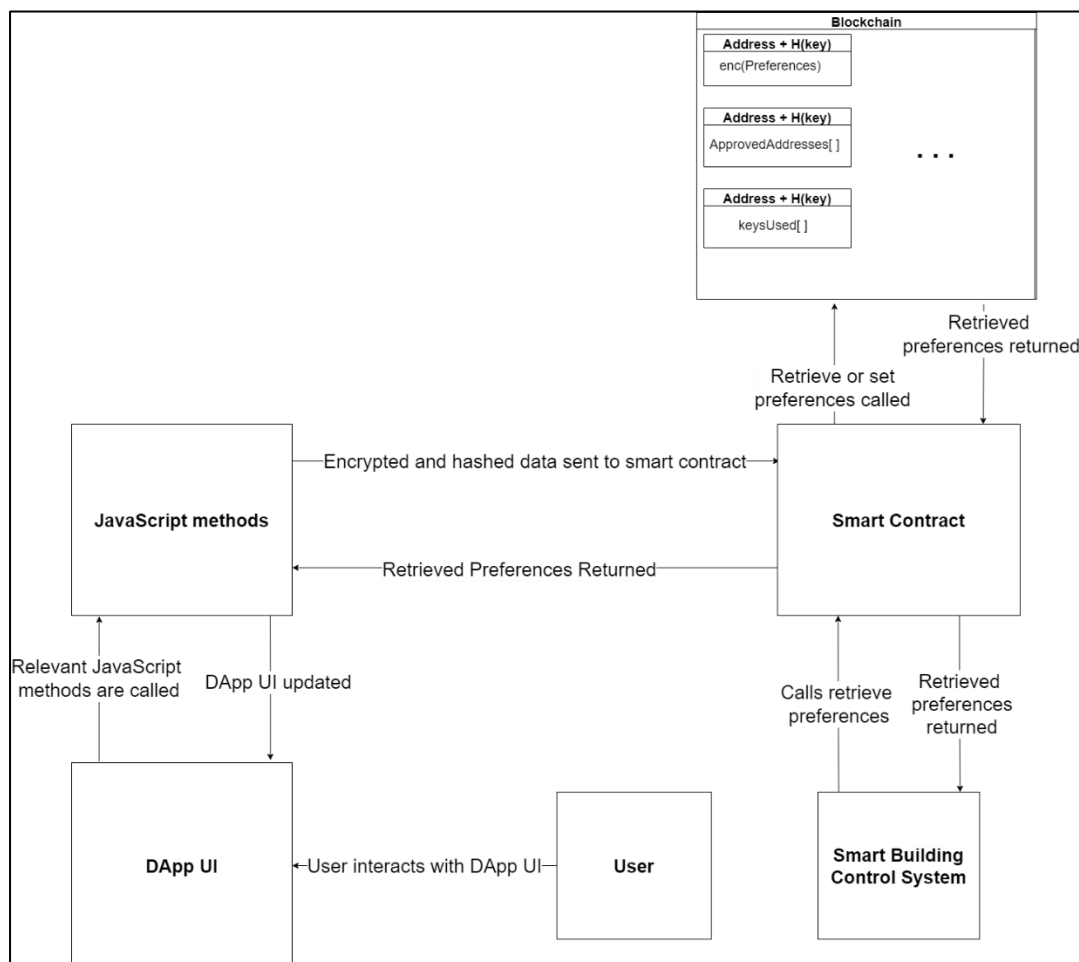 Blockchain
Address + H(key)
enc(Preferences)
Address + H(key)
ApprovedAddresses[ ]
. . .
Address + H(key)
keysUsed[ ]
Retrieved
preferences returned
Retrieve or set
preferences called
Encrypted and hashed data sent to smart contract
JavaScript methods
Smart Contract
Retrieved Preferences Returned
Relevant JavaScript
methods are called
DApp UI updated
Calls retrieve
preferences
Retrieved
preferences
returned
DApp UI
User interacts with DApp UI
User
Smart Building
Control System